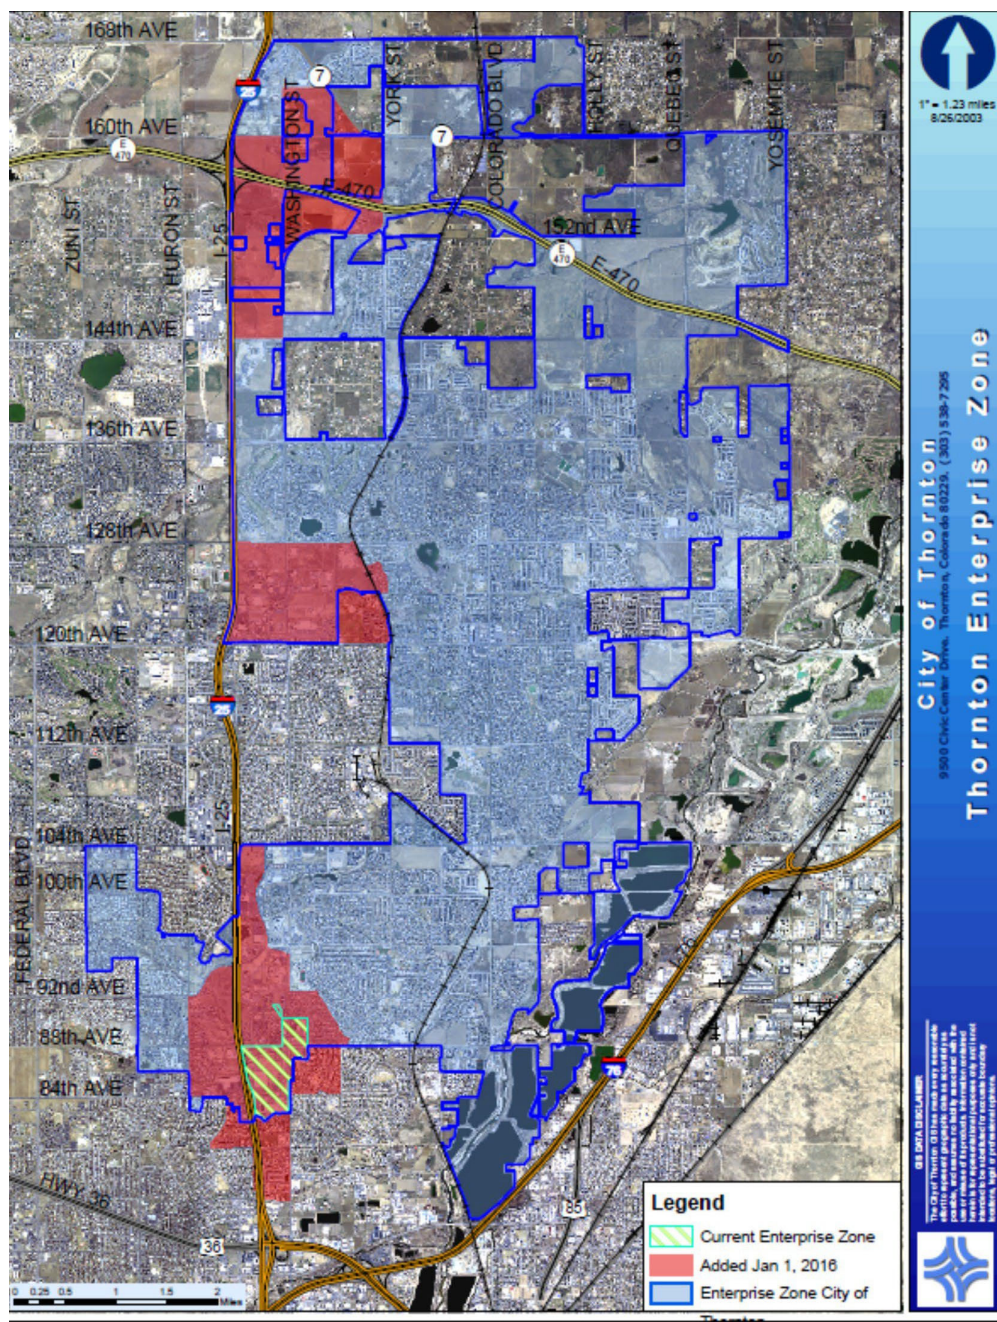 168th AVE
7
25
WASHINGTON ST
YORK ST
COLORADO BLVD
HOLLY ST
QUEBEC ST
YOSEMITE ST
160th AVE
E
470
7
E-470
ZUNI ST
HURON ST
I-25
152nd AVE
E
470
E-470
144th AVE
136th AVE
128th AVE
120th AVE
25
112th AVE
I-25
104th AVE
FEDERAL BLVD
100th AVE
92nd AVE
88th AVE
84th AVE
76
HWY 36
36
85
0 0.25 0.5 1 1.5 2
Miles
Legend
Current Enterprise Zone
Added Jan 1, 2016
Enterprise Zone City of
Thornton
1" = 1.23 miles
8/26/2003
City of Thornton
9500 Civic Center Drive. Thornton, Colorado 80229. (303) 538-7295
Thornton Enterprise Zone
GIS DATA DISCLAIMER